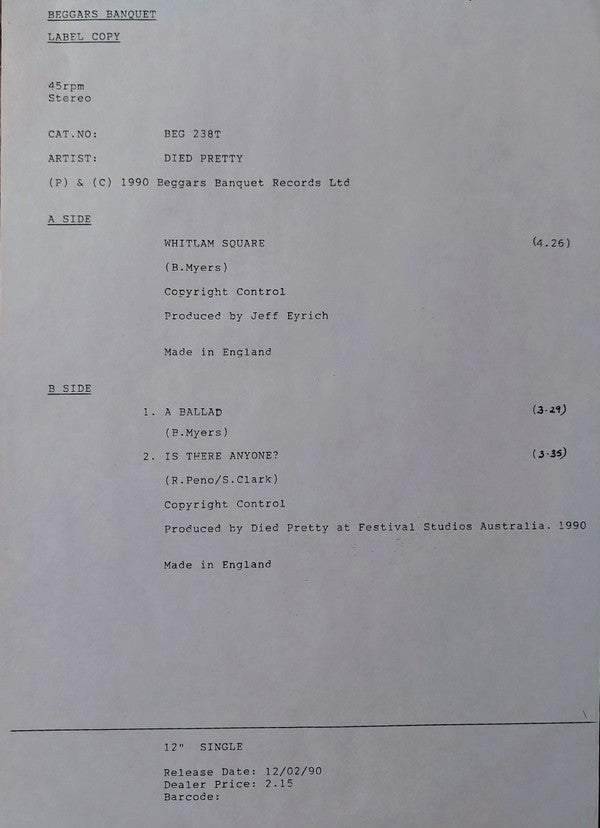 BEGGARS BANQUET
LABEL COPY
45rpm
Stereo
CAT.NO: BEG 238T
ARTIST: DIED PRETTY
(P) & (C) 1990 Beggars Banquet Records Ltd
A SIDE
WHITLAM SQUARE (4.26)
(B.Myers)
Copyright Control
Produced by Jeff Eyrich
Made in England
B SIDE
1. A BALLAD (3.29)
(B.Myers)
2. IS THERE ANYONE? (3.35)
(R.Peno/S.Clark)
Copyright Control
Produced by Died Pretty at Festival Studios Australia. 1990
Made in England
12" SINGLE
Release Date: 12/02/90
Dealer Price: 2.15
Barcode: